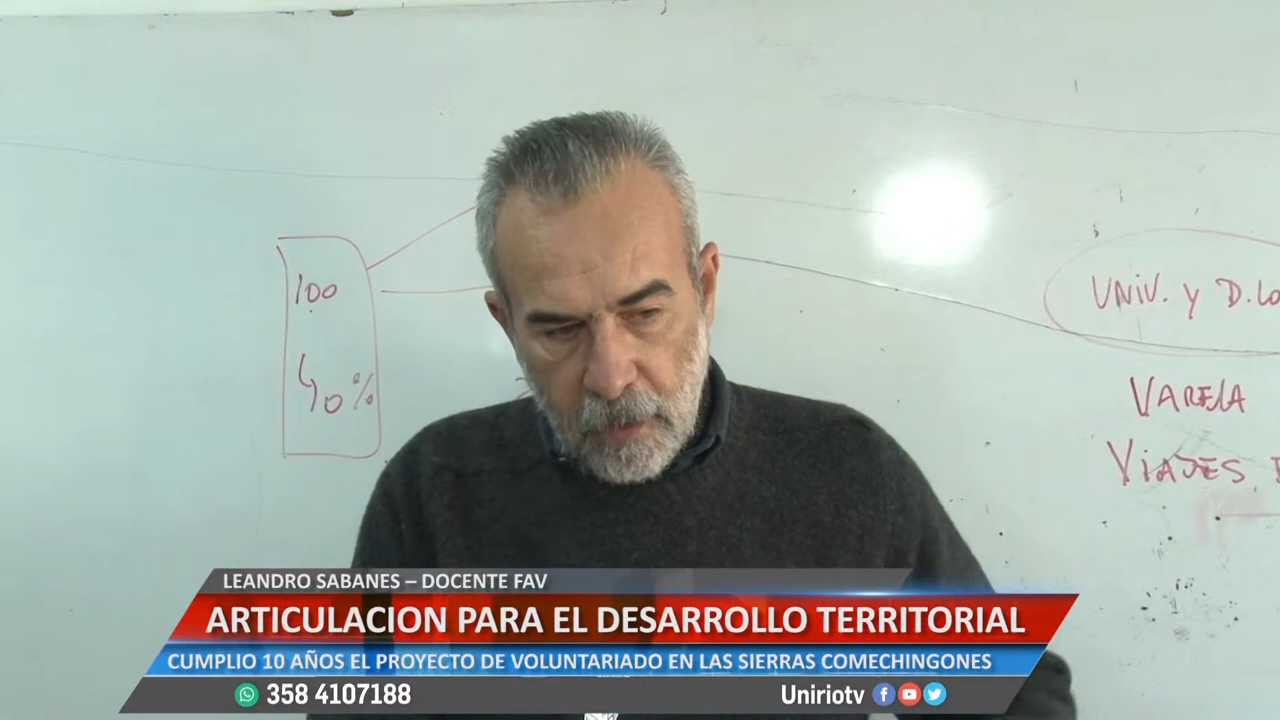 100
40%
UNIV. Y D.LO
VARELA
VIAJES
LEANDRO SABANES – DOCENTE FAV
ARTICULACION PARA EL DESARROLLO TERRITORIAL
CUMPLIO 10 AÑOS EL PROYECTO DE VOLUNTARIADO EN LAS SIERRAS COMECHINGONES
358 4107188
Uniriotv